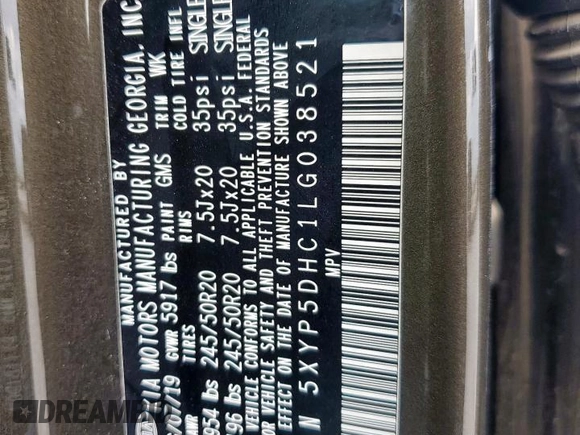 MANUFACTURED BY
KIA MOTORS MANUFACTURING GEORGIA, INC
/19 GVWR 5917 lbs PAINT GMS TRIM WK
TIRES RIMS COLD TIRE INFL
954 lbs 245/50R20 7.5Jx20 35psi SINGLE
96 lbs 245/50R20 7.5Jx20 35psi SINGLE
VEHICLE CONFORMS TO ALL APPLICABLE U.S.A. FEDERAL
VEHICLE SAFETY AND THEFT PREVENTION STANDARDS
EFFECT ON THE DATE OF MANUFACTURE SHOWN ABOVE
N 5XYP5DHC1LG038521
MPV
DREAMBID